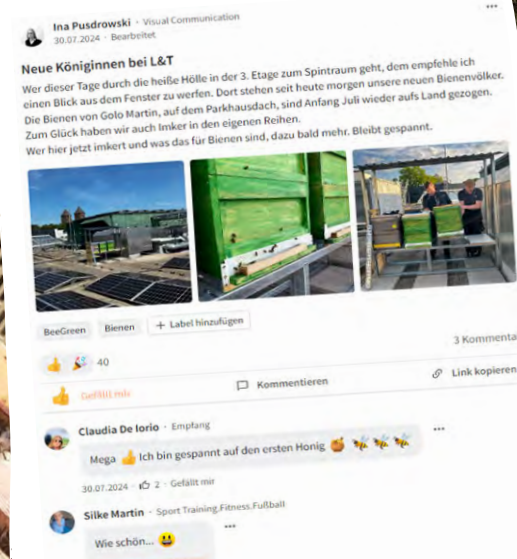 Ina Pusdrowski · Visual Communication
30.07.2024 · Bearbeitet
Neue Königinnen bei L&T
Wer dieser Tage durch die heiße Hölle in der 3. Etage zum Spintraum geht, dem empfehle ich
einen Blick aus dem Fenster zu werfen. Dort stehen seit heute morgen unsere neuen Bienenvölker.
Die Bienen von Golo Martin, auf dem Parkhausdach, sind Anfang Juli wieder aufs Land gezogen.
Zum Glück haben wir auch Imker in den eigenen Reihen.
Wer hier jetzt imkert und was das für Bienen sind, dazu bald mehr. Bleibt gespannt.
BeeGreen Bienen + Label hinzufügen
👍 🎉 40
3 Kommenta
👍 Gefällt mir Kommentieren Link kopieren
Claudia De Iorio · Empfang
Mega 👍 Ich bin gespannt auf den ersten Honig 🍯 🐝 🐝 🐝
30.07.2024 · 2 · Gefällt mir
Silke Martin · Sport Training.Fitness.Fußball
Wie schön... 😃